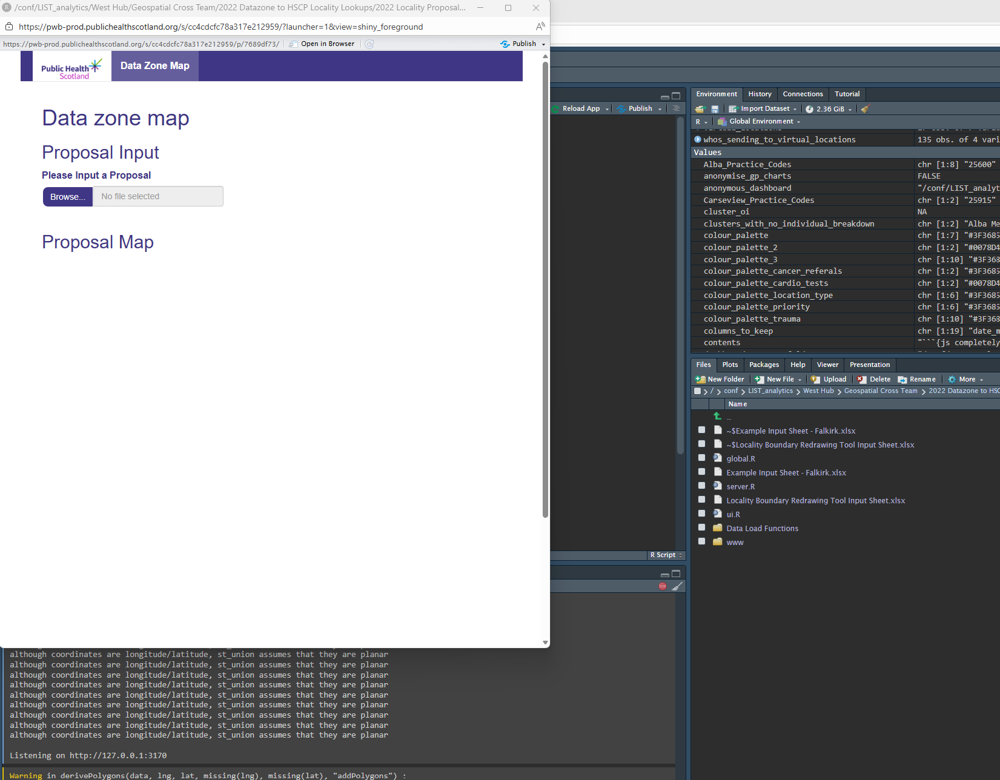 /conf/LIST_analytics/West Hub/Geospatial Cross Team/2022 Datazone to HSCP Locality Lookups/2022 Locality Proposal...
https://pwb-prod.publichealthscotland.org/s/cc4cdcfc78a317e212959/?launcher=1&view=shiny_foreground
https://pwb-prod.publichealthscotland.org/s/cc4cdcfc78a317e212959/p/7689df73/ Open in Browser Publish
Public Health
Scotland
Data Zone Map
Data zone map
Proposal Input
Please Input a Proposal
Browse... No file selected
Proposal Map
Reload App Publish
R Script
Environment History Connections Tutorial
Import Dataset 2.36 GiB
R Global Environment
whos_sending_to_virtual_locations 135 obs. of 4 vari
Values
Alba_Practice_Codes chr [1:8] "25600"
anonymise_gp_charts FALSE
anonymous_dashboard "/conf/LIST_analyt
Carseview_Practice_Codes chr [1:2] "25915"
cluster_oi NA
clusters_with_no_individual_breakdown chr [1:2] "Alba Me
colour_palette chr [1:7] "#3F3685
colour_palette_2 chr [1:2] "#0078D4
colour_palette_3 chr [1:10] "#3F368
colour_palette_cancer_referals chr [1:2] "#3F3685
colour_palette_cardio_tests chr [1:2] "#0078D4
colour_palette_location_type chr [1:6] "#3F3685
colour_palette_priority chr [1:6] "#3F3685
colour_palette_trauma chr [1:10] "#3F368
columns_to_keep chr [1:19] "date_m
contents "```{js completely
Files Plots Packages Help Viewer Presentation
New Folder New File Upload Delete Rename More
/ conf LIST_analytics West Hub Geospatial Cross Team 2022 Datazone to HSC
Name
..
~$Example Input Sheet - Falkirk.xlsx
~$Locality Boundary Redrawing Tool Input Sheet.xlsx
global.R
Example Input Sheet - Falkirk.xlsx
server.R
Locality Boundary Redrawing Tool Input Sheet.xlsx
ui.R
Data Load Functions
www
although coordinates are longitude/latitude, st_union assumes that they are planar
although coordinates are longitude/latitude, st_union assumes that they are planar
although coordinates are longitude/latitude, st_union assumes that they are planar
although coordinates are longitude/latitude, st_union assumes that they are planar
although coordinates are longitude/latitude, st_union assumes that they are planar
although coordinates are longitude/latitude, st_union assumes that they are planar
although coordinates are longitude/latitude, st_union assumes that they are planar
although coordinates are longitude/latitude, st_union assumes that they are planar
although coordinates are longitude/latitude, st_union assumes that they are planar
Listening on http://127.0.0.1:3170
Warning in derivePolygons(data, lng, lat, missing(lng), missing(lat), "addPolygons") :